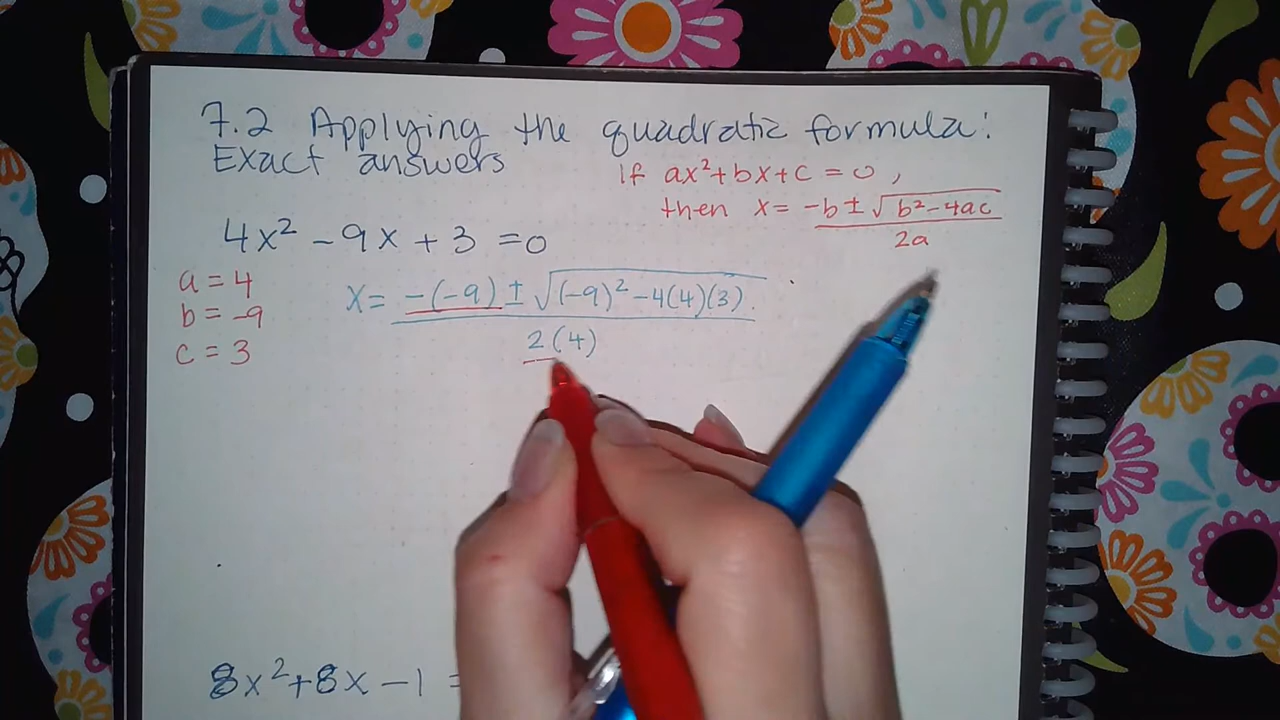 7.2 Applying the quadratic formula:
Exact answers
If ax²+bx+c = 0,
then x = -b ± √b²-4ac
2a
4x² - 9x + 3 = 0
a = 4
b = -9
c = 3
x = -(-9) ± √(-9)² - 4(4)(3)
2(4)
8x²+8x -1 =